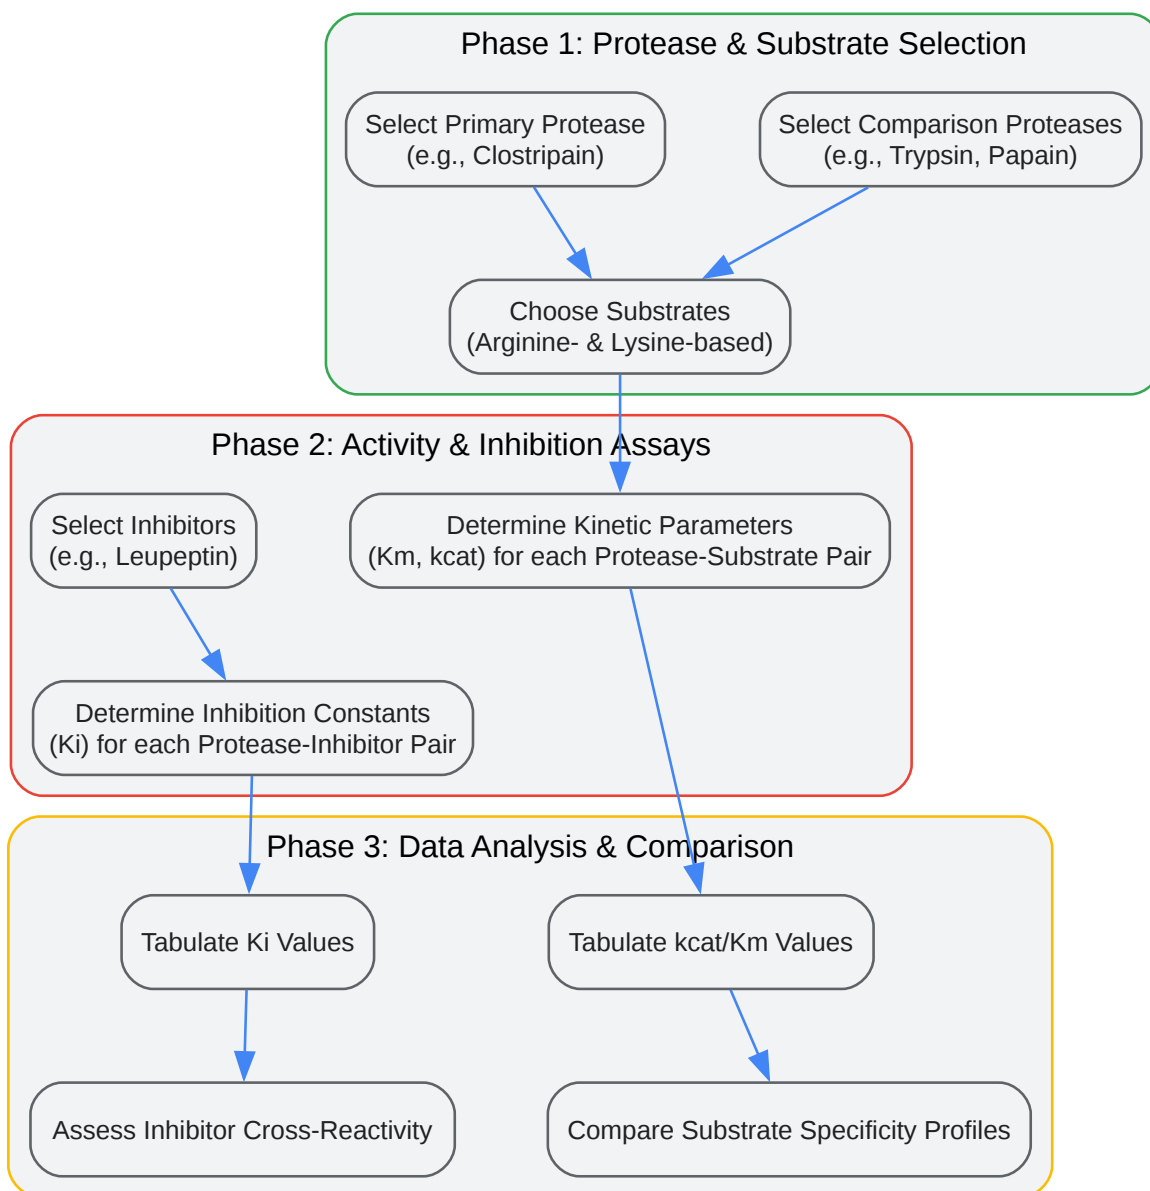 Phase 1: Protease & Substrate Selection
Select Primary Protease
(e.g., Clostripain)
Select Comparison Proteases
(e.g., Trypsin, Papain)
Choose Substrates
(Arginine- & Lysine-based)
Phase 2: Activity & Inhibition Assays
Select Inhibitors
(e.g., Leupeptin)
Determine Kinetic Parameters
(Km, kcat) for each Protease-Substrate Pair
Determine Inhibition Constants
(Ki) for each Protease-Inhibitor Pair
Phase 3: Data Analysis & Comparison
Tabulate Ki Values
Tabulate kcat/Km Values
Assess Inhibitor Cross-Reactivity
Compare Substrate Specificity Profiles